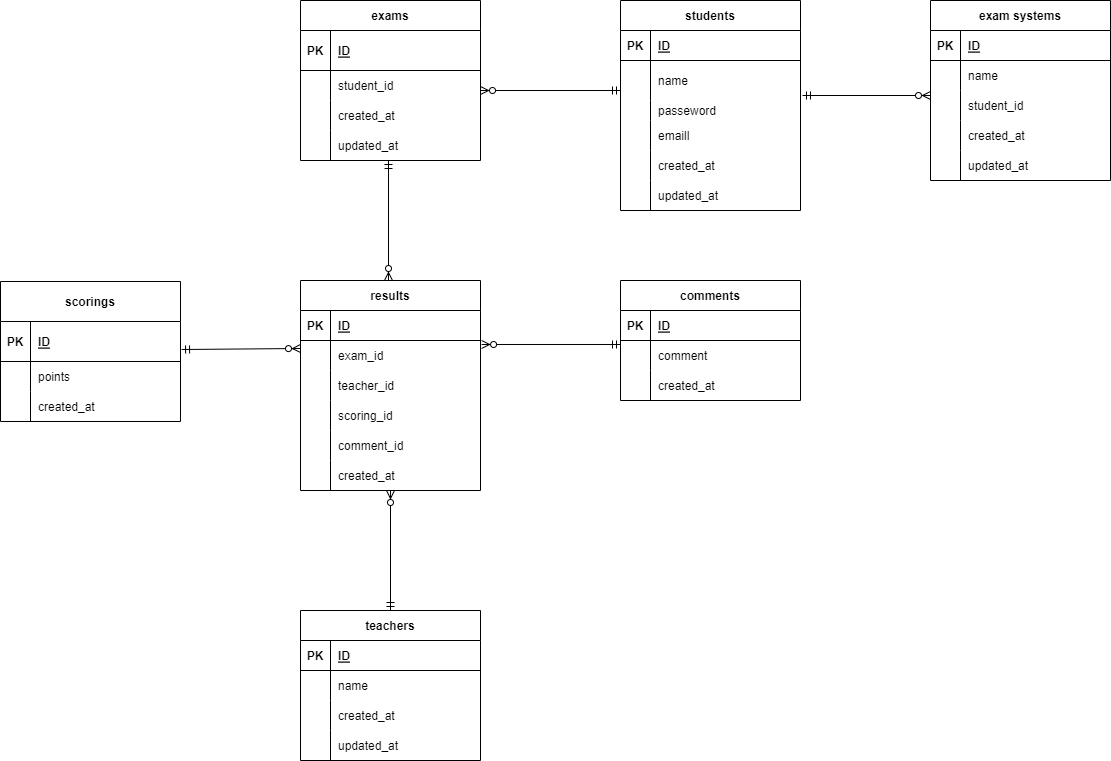 exams
PK ID
student_id
created_at
updated_at
students
PK ID
name
passeword
emaill
created_at
updated_at
exam systems
PK ID
name
student_id
created_at
updated_at
scorings
PK ID
points
created_at
results
PK ID
exam_id
teacher_id
scoring_id
comment_id
created_at
comments
PK ID
comment
created_at
teachers
PK ID
name
created_at
updated_at